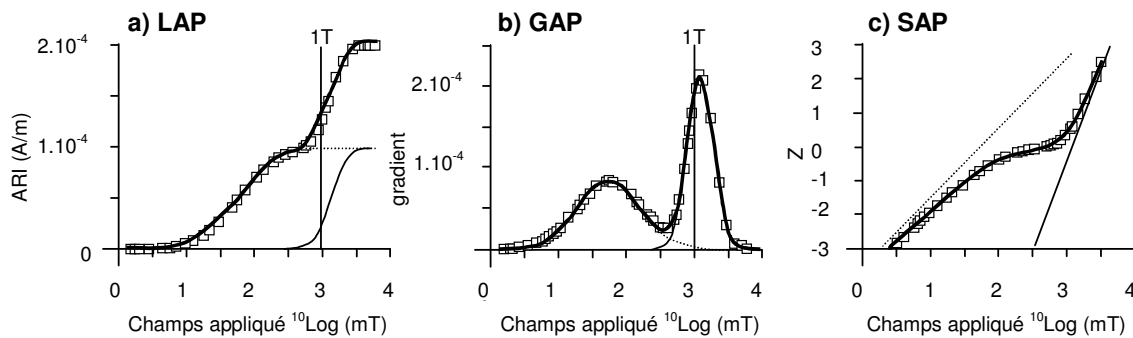 a) LAP
1T
2.10⁻⁴
1.10⁻⁴
0
ARI (A/m)
0 1 2 3 4
Champs appliqué ¹⁰Log (mT)
b) GAP
1T
2.10⁻⁴
1.10⁻⁴
gradient
0 1 2 3 4
Champs appliqué ¹⁰Log (mT)
c) SAP
3
2
1
0
-1
-2
-3
Z
0 1 2 3 4
Champs appliqué ¹⁰Log (mT)